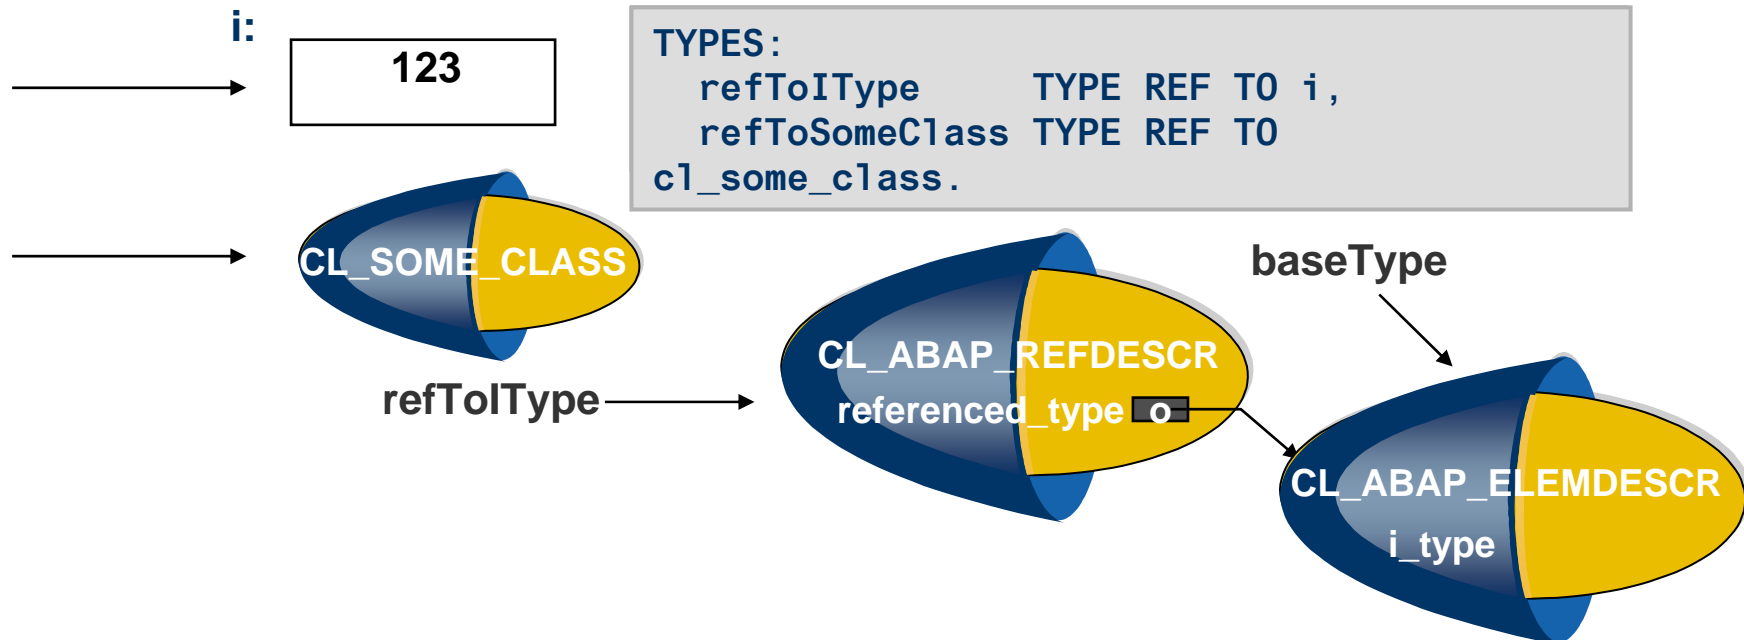 i:
123
TYPES:
refToIType TYPE REF TO i,
refToSomeClass TYPE REF TO
cl_some_class.
CL_SOME_CLASS
baseType
CL_ABAP_REFDESCR
refToIType
referenced_type o
CL_ABAP_ELEMDESCR
i_type